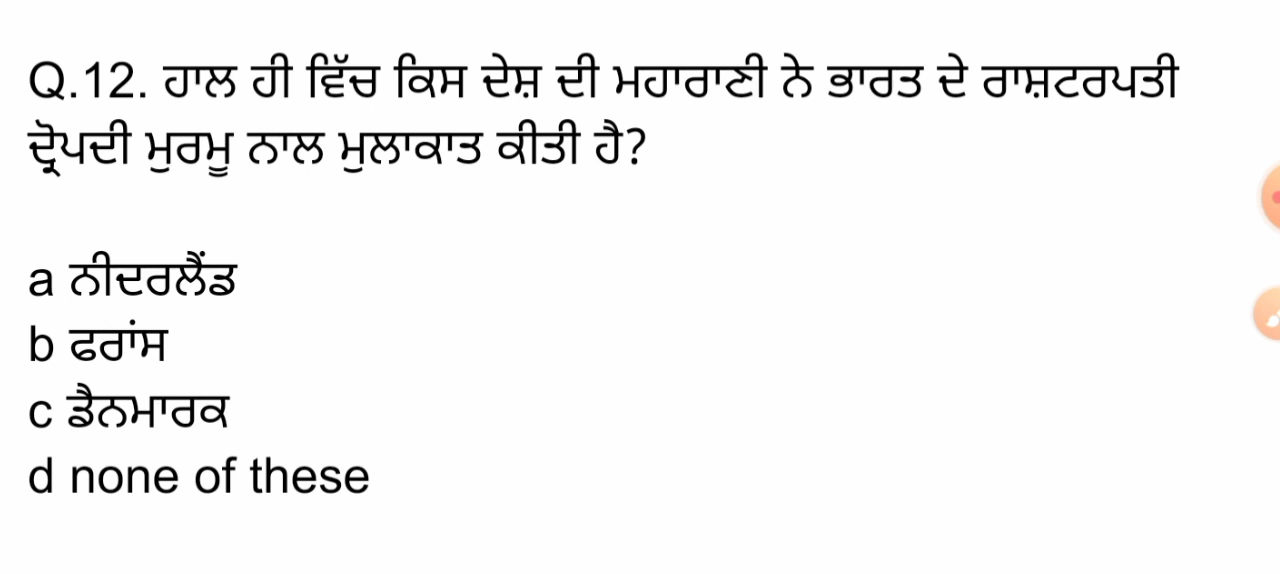 Q.12. ਹਾਲ ਹੀ ਵਿੱਚ ਕਿਸ ਦੇਸ਼ ਦੀ ਮਹਾਰਾਣੀ ਨੇ ਭਾਰਤ ਦੇ ਰਾਸ਼ਟਰਪਤੀ
ਦ੍ਰੋਪਦੀ ਮੁਰਮੂ ਨਾਲ ਮੁਲਾਕਾਤ ਕੀਤੀ ਹੈ?
a ਨੀਦਰਲੈਂਡ
b ਫਰਾਂਸ
c ਡੈਨਮਾਰਕ
d none of these